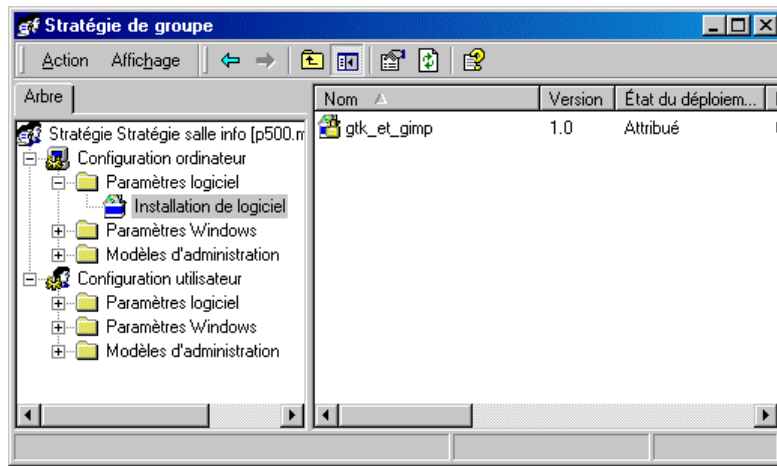 Stratégie de groupe
Action Affichage
Arbre
Nom Version État du déploiem...
Stratégie Stratégie salle info [p500.m
gtk_et_gimp 1.0 Attribué
Configuration ordinateur
Paramètres logiciel
Installation de logiciel
Paramètres Windows
Modèles d'administration
Configuration utilisateur
Paramètres logiciel
Paramètres Windows
Modèles d'administration